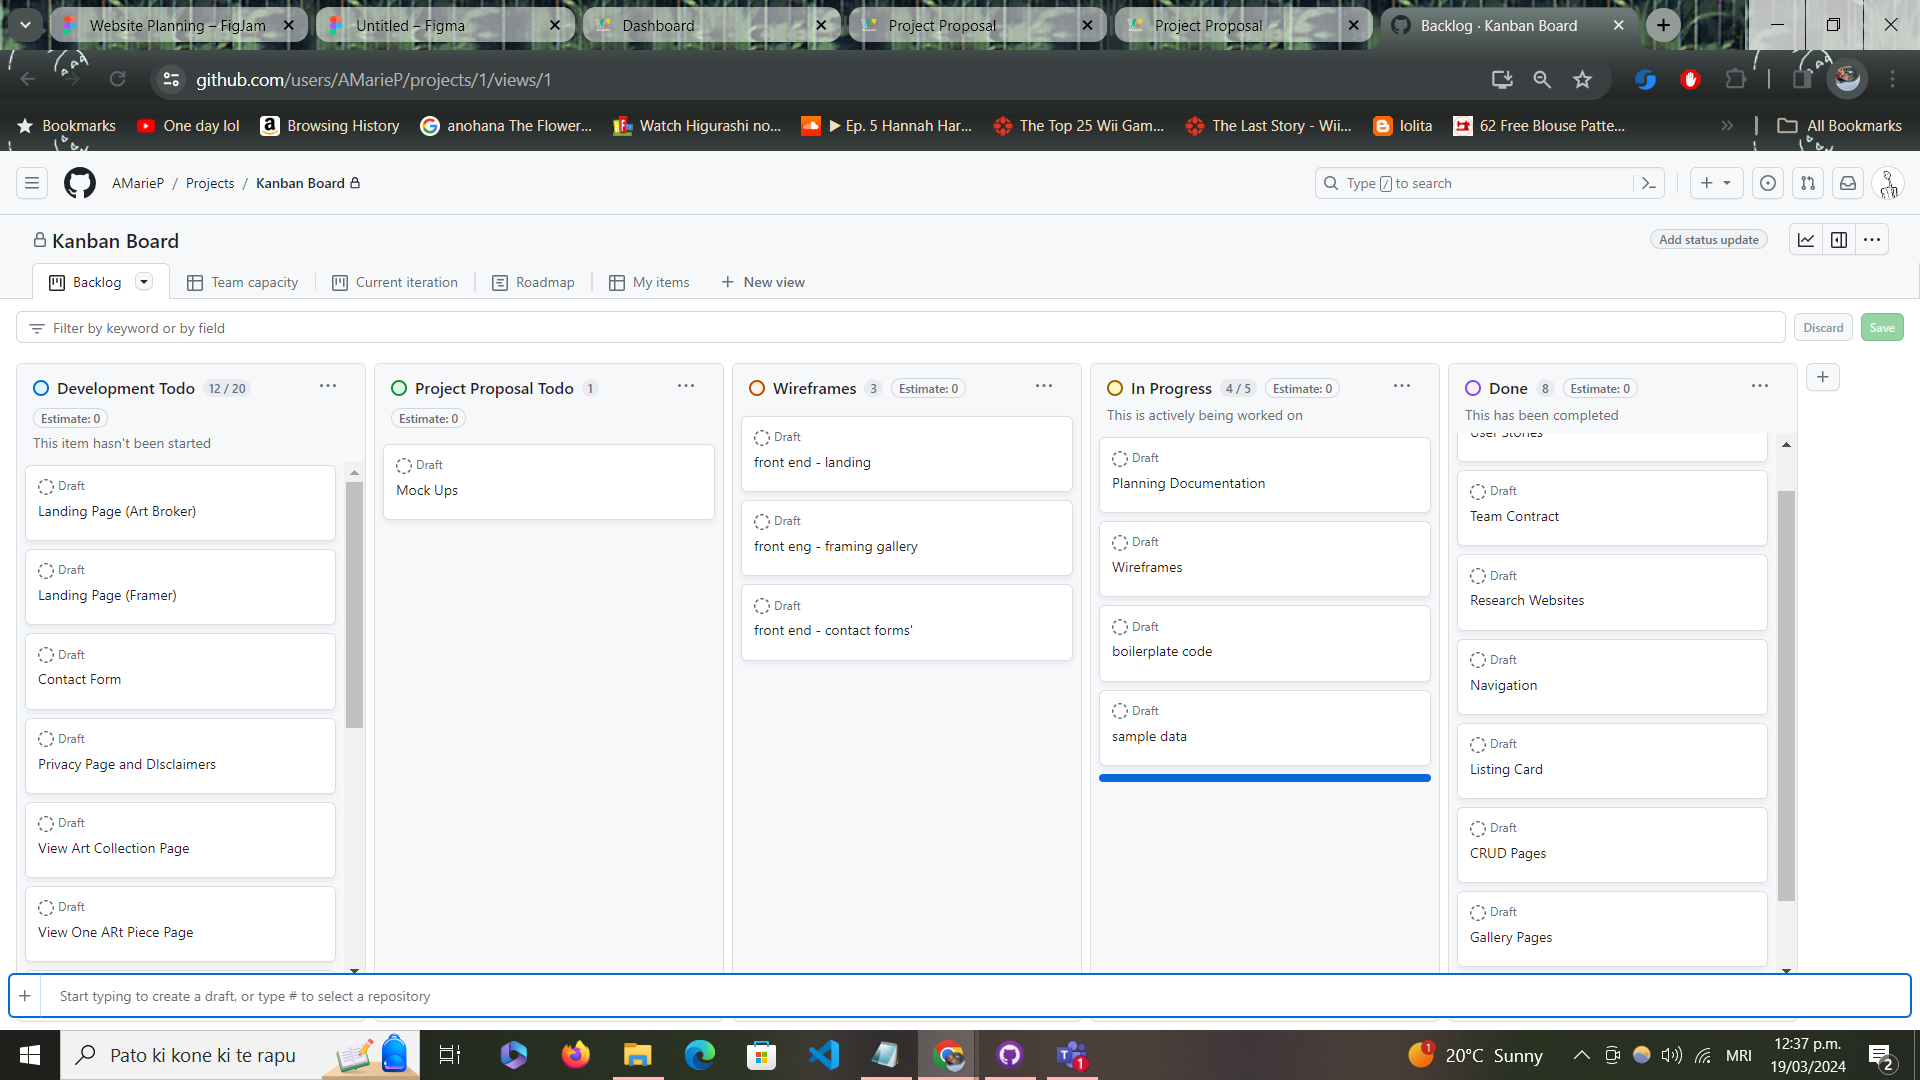 Website Planning – FigJam
Untitled – Figma
Dashboard
Project Proposal
Project Proposal
Backlog · Kanban Board
github.com/users/AMarieP/projects/1/views/1
Bookmarks
One day lol
Browsing History
anohana The Flower...
Watch Higurashi no...
▶ Ep. 5 Hannah Har...
The Top 25 Wii Gam...
The Last Story - Wii...
lolita
62 Free Blouse Patte...
»
All Bookmarks
AMarieP / Projects / Kanban Board
Type / to search
Kanban Board
Add status update
Backlog
Team capacity
Current iteration
Roadmap
My items
+ New view
Filter by keyword or by field
Discard
Save
Development Todo 12 / 20
Estimate: 0
This item hasn't been started
Draft
Landing Page (Art Broker)
Draft
Landing Page (Framer)
Draft
Contact Form
Draft
Privacy Page and DIsclaimers
Draft
View Art Collection Page
Draft
View One ARt Piece Page
Project Proposal Todo 1
Estimate: 0
Draft
Mock Ups
Wireframes 3 Estimate: 0
Draft
front end - landing
Draft
front eng - framing gallery
Draft
front end - contact forms'
In Progress 4 / 5 Estimate: 0
This is actively being worked on
Draft
Planning Documentation
Draft
Wireframes
Draft
boilerplate code
Draft
sample data
Done 8 Estimate: 0
This has been completed
User Stories
Draft
Team Contract
Draft
Research Websites
Draft
Navigation
Draft
Listing Card
Draft
CRUD Pages
Draft
Gallery Pages
+ Start typing to create a draft, or type # to select a repository
Pato ki kone ki te rapu
1
1
20°C Sunny
MRI
12:37 p.m.
19/03/2024
2